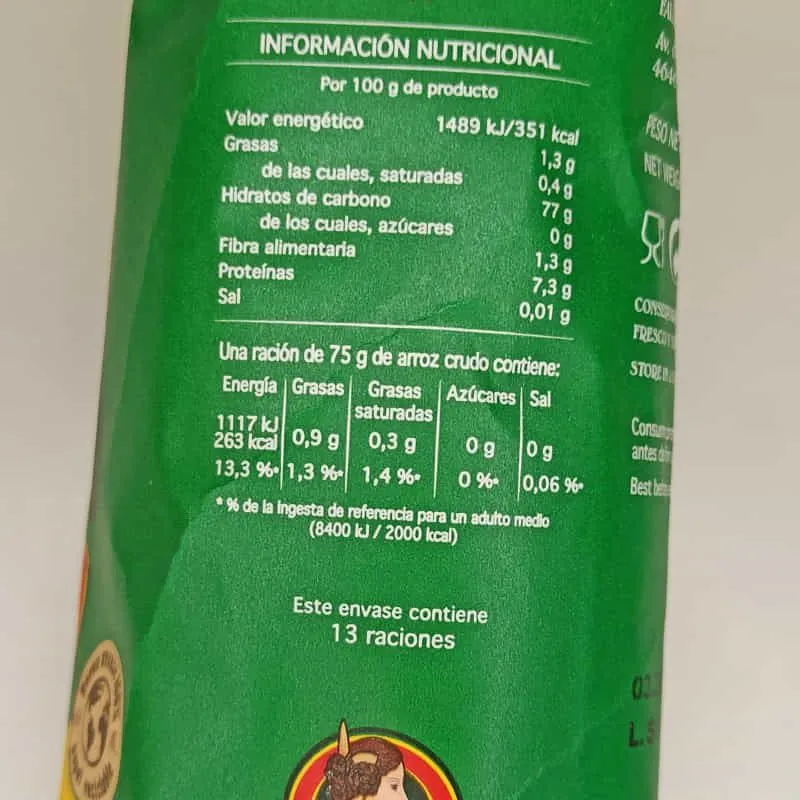 INFORMACIÓN NUTRICIONAL
Por 100 g de producto
Valor energético 1489 kJ/351 kcal
Grasas 1,3 g
de las cuales, saturadas 0,4 g
Hidratos de carbono 77 g
de los cuales, azúcares 0 g
Fibra alimentaria 1,3 g
Proteínas 7,3 g
Sal 0,01 g
Una ración de 75 g de arroz crudo contiene:
Energía Grasas Grasas saturadas Azúcares Sal
1117 kJ
263 kcal 0,9 g 0,3 g 0 g 0 g
13,3 %* 1,3 %* 1,4 %* 0 %* 0,06 %*
* % de la ingesta de referencia para un adulto medio
(8400 kJ / 2000 kcal)
Este envase contiene
13 raciones
Av.
PESO
NET
STORE
antes
Best